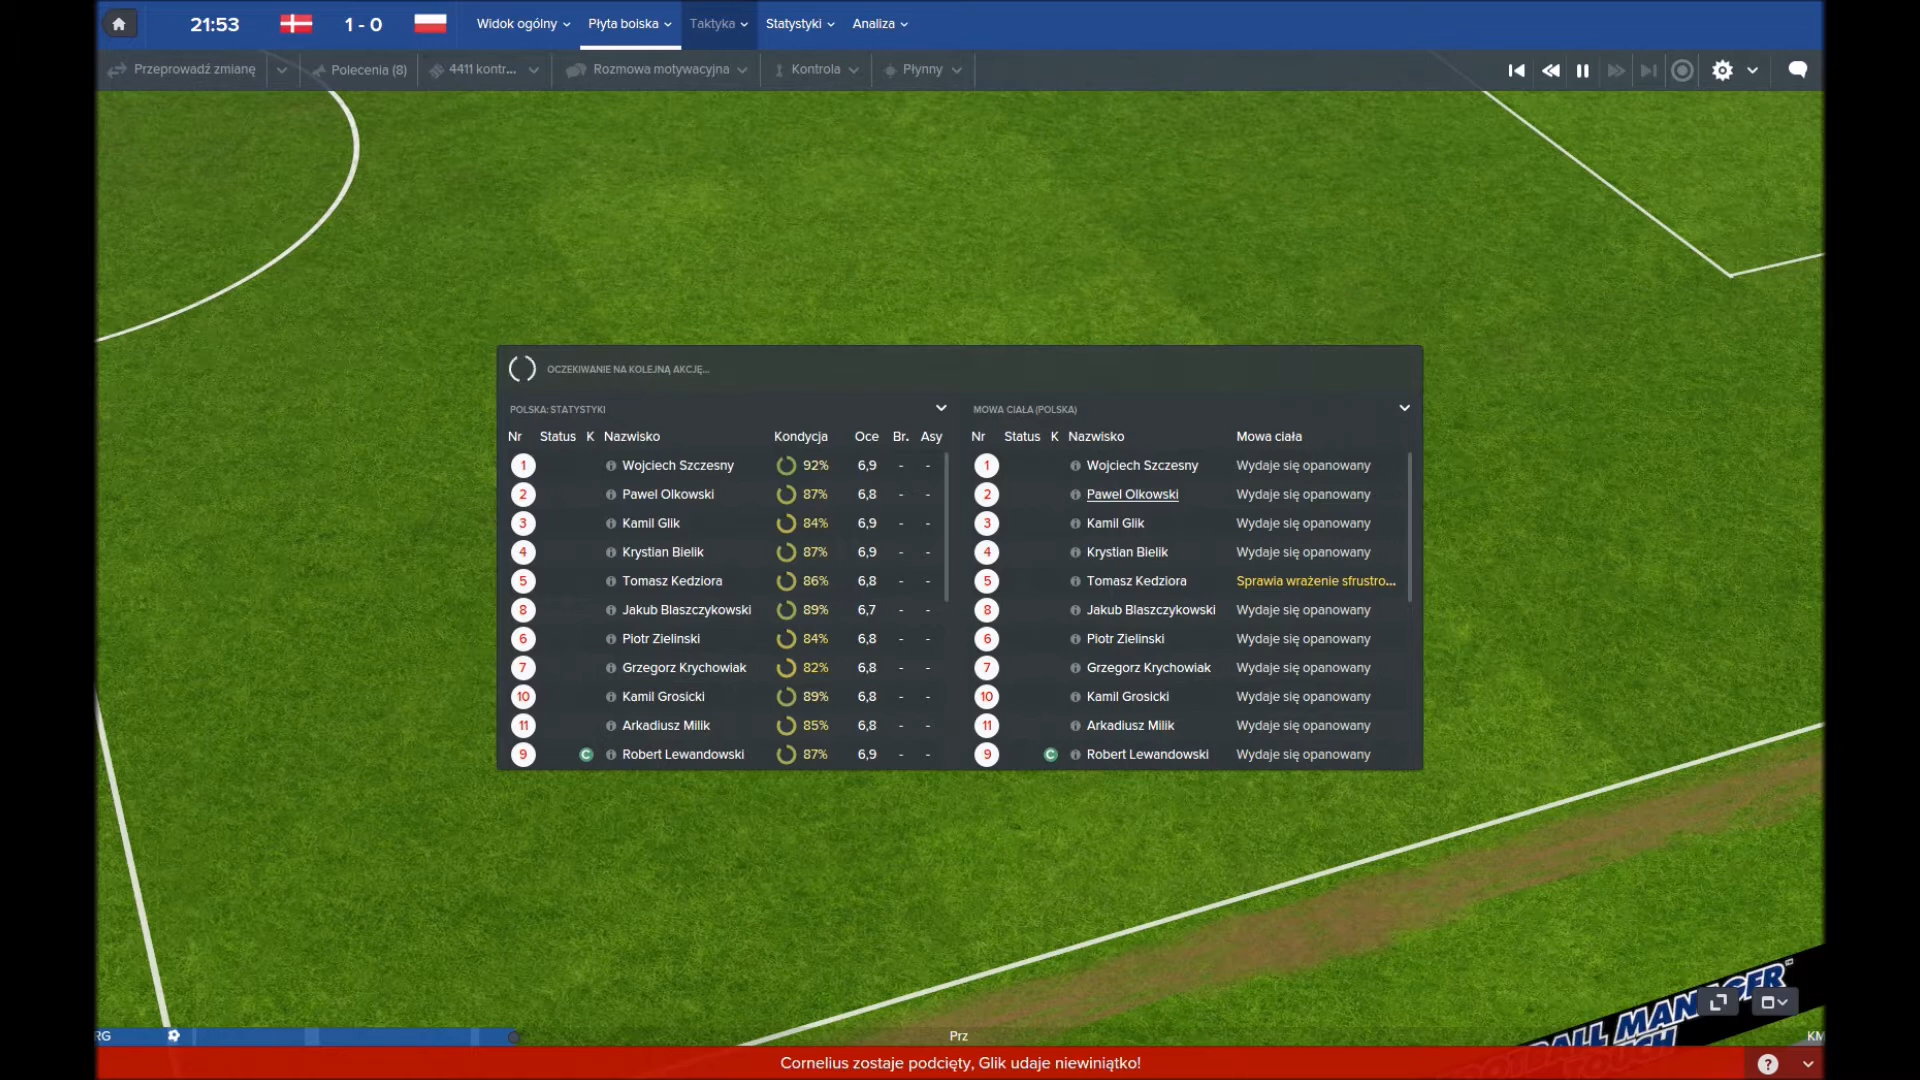 21:53 1 - 0 Widok ogólny Płyta boiska Taktyka Statystyki Analiza
Przeprowadź zmianę Polecenia (8) 4411 kontr... Rozmowa motywacyjna Kontrola Płynny
OCZEKIWANIE NA KOLEJNĄ AKCJĘ...
POLSKA: STATYSTYKI MOWA CIAŁA (POLSKA)
Nr Status K Nazwisko Kondycja Oce Br. Asy Nr Status K Nazwisko Mowa ciała
1 Wojciech Szczesny 92% 6,9 - - 1 Wojciech Szczesny Wydaje się opanowany
2 Pawel Olkowski 87% 6,8 - - 2 Pawel Olkowski Wydaje się opanowany
3 Kamil Glik 84% 6,9 - - 3 Kamil Glik Wydaje się opanowany
4 Krystian Bielik 87% 6,9 - - 4 Krystian Bielik Wydaje się opanowany
5 Tomasz Kedziora 86% 6,8 - - 5 Tomasz Kedziora Sprawia wrażenie sfrustro...
8 Jakub Blaszczykowski 89% 6,7 - - 8 Jakub Blaszczykowski Wydaje się opanowany
6 Piotr Zielinski 84% 6,8 - - 6 Piotr Zielinski Wydaje się opanowany
7 Grzegorz Krychowiak 82% 6,8 - - 7 Grzegorz Krychowiak Wydaje się opanowany
10 Kamil Grosicki 89% 6,8 - - 10 Kamil Grosicki Wydaje się opanowany
11 Arkadiusz Milik 85% 6,8 - - 11 Arkadiusz Milik Wydaje się opanowany
9 C Robert Lewandowski 87% 6,9 - - 9 C Robert Lewandowski Wydaje się opanowany
RG Prz KM
Cornelius zostaje podcięty, Glik udaje niewiniątko!